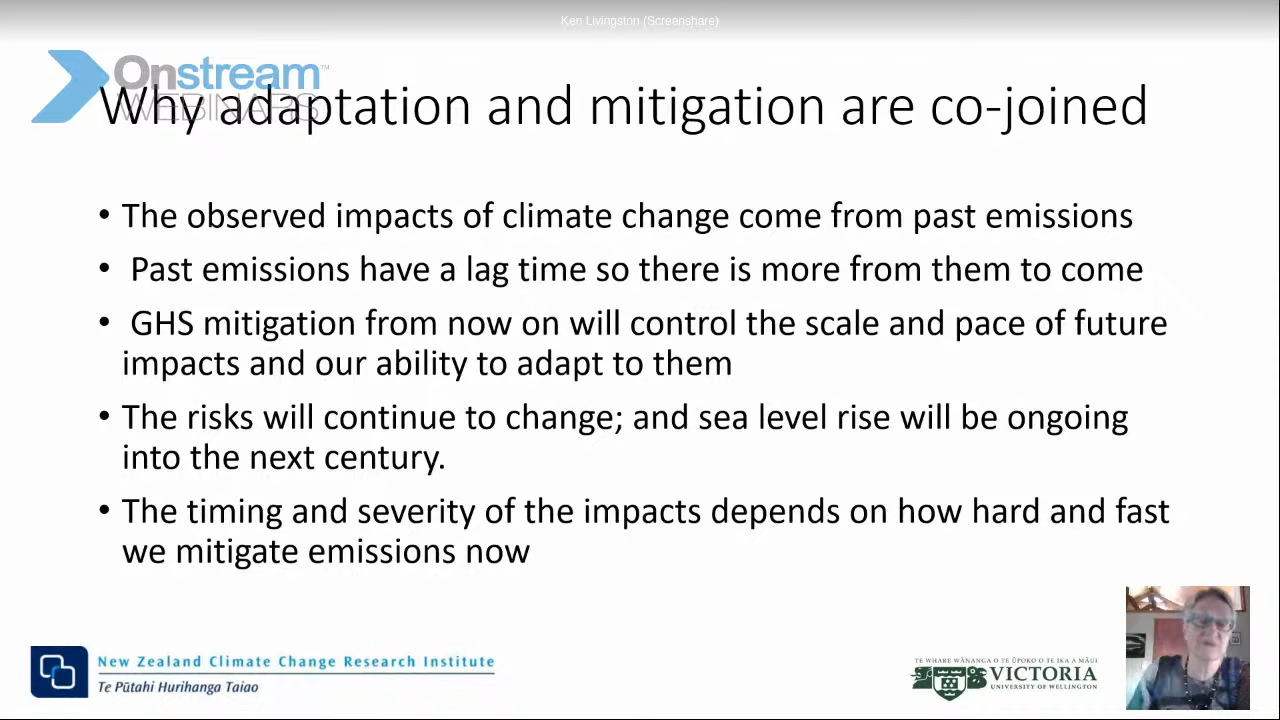 Ken Livingston (Screenshare)
Onstream™
WEBINARS
Why adaptation and mitigation are co-joined
• The observed impacts of climate change come from past emissions
• Past emissions have a lag time so there is more from them to come
• GHS mitigation from now on will control the scale and pace of future
impacts and our ability to adapt to them
• The risks will continue to change; and sea level rise will be ongoing
into the next century.
• The timing and severity of the impacts depends on how hard and fast
we mitigate emissions now
New Zealand Climate Change Research Institute
Te Pūtahi Hurihanga Taiao
TE WHARE WĀNANGA O TE ŪPOKO O TE IKA A MĀUI
VICTORIA
UNIVERSITY OF WELLINGTON